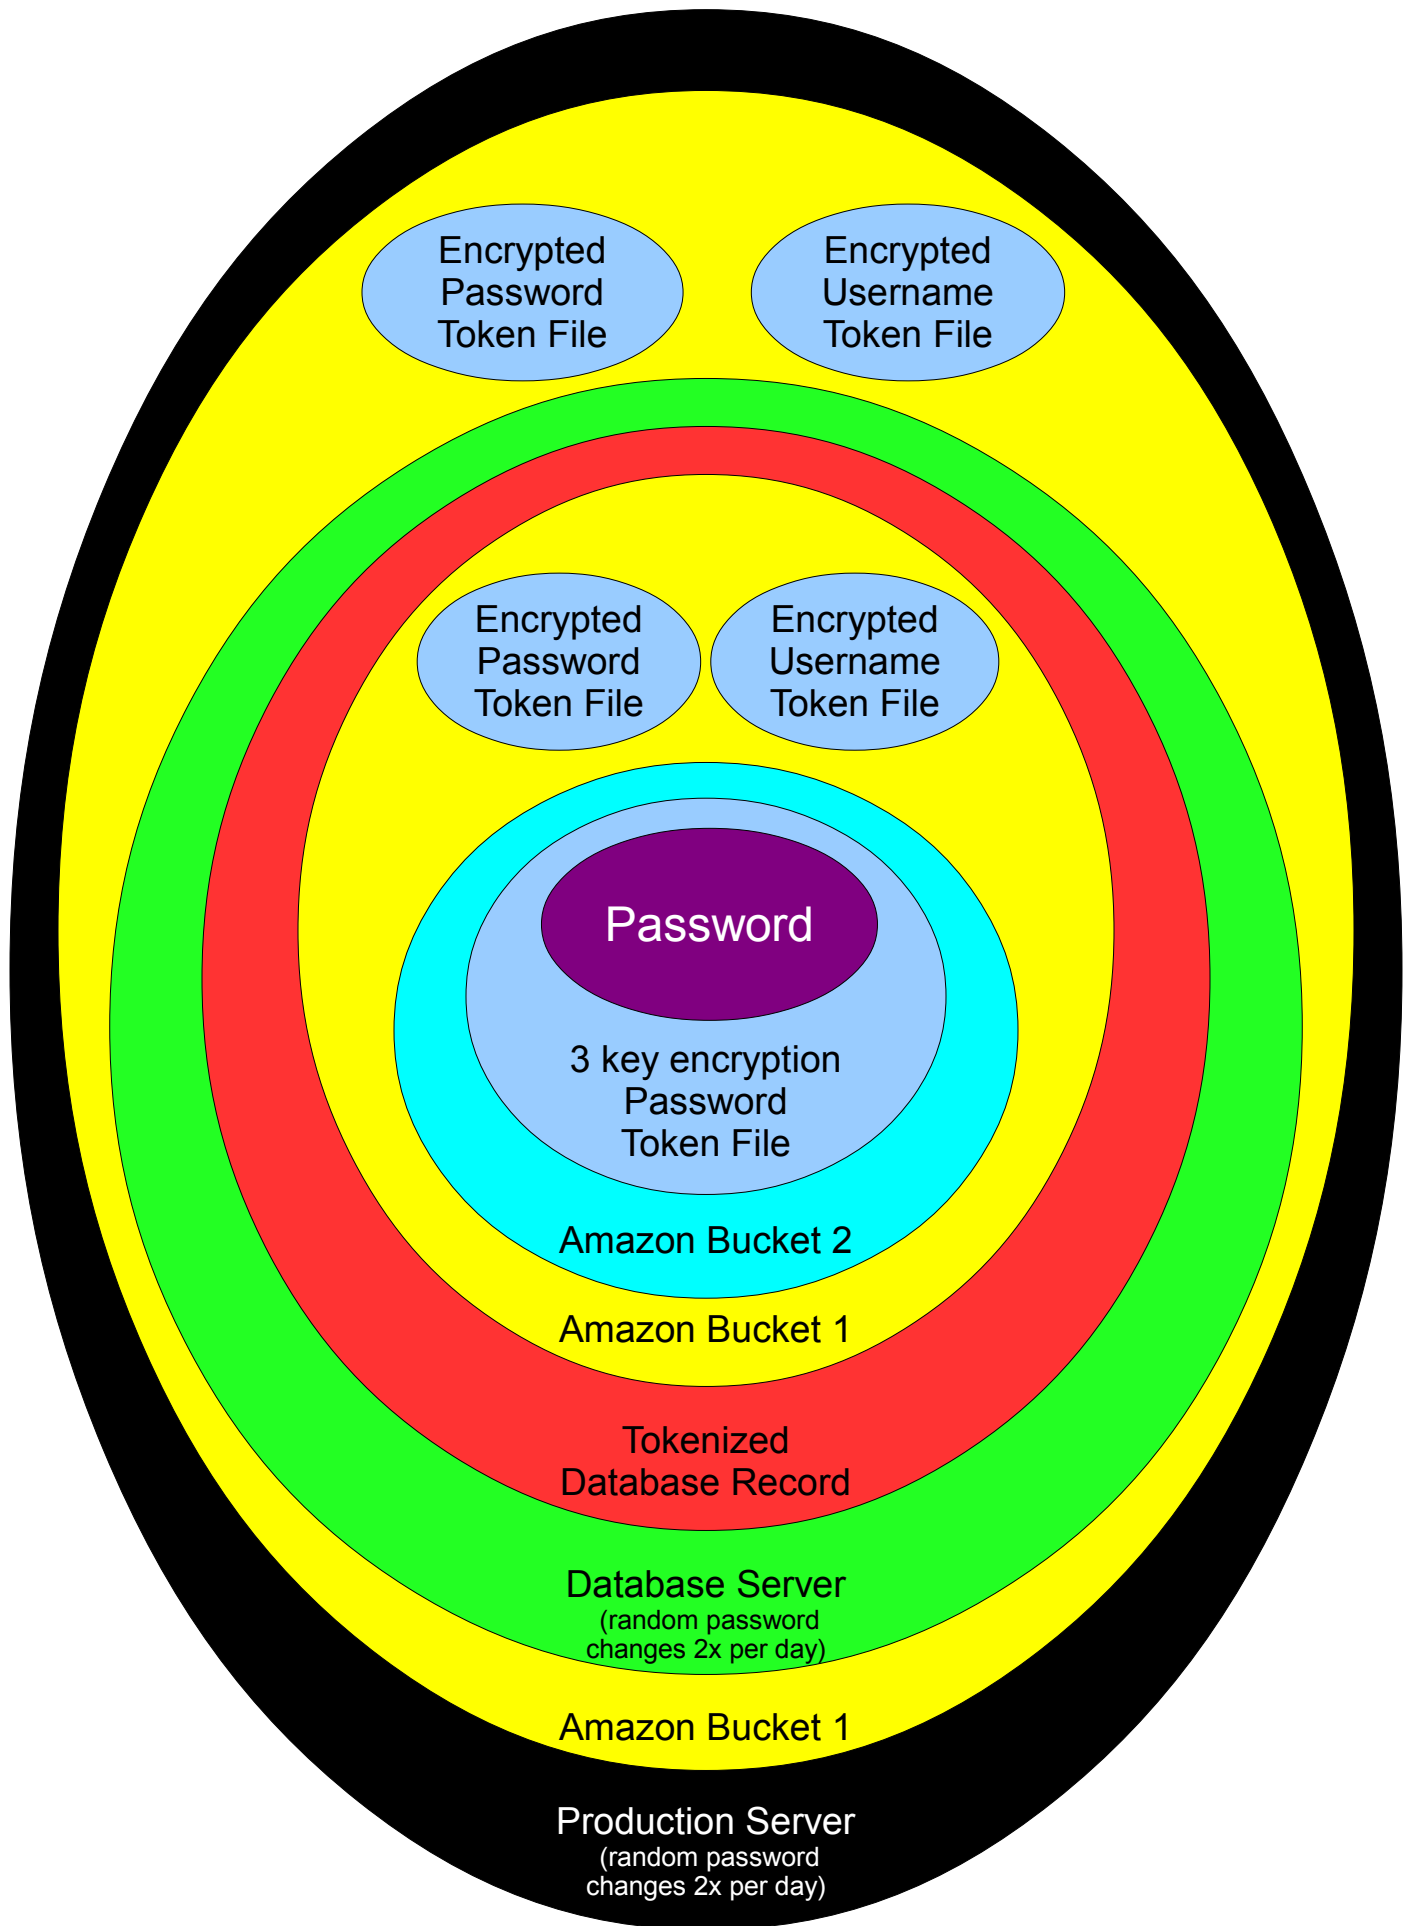 Encrypted
Password
Token File
Encrypted
Username
Token File
Encrypted
Password
Token File
Encrypted
Username
Token File
Password
3 key encryption
Password
Token File
Amazon Bucket 2
Amazon Bucket 1
Tokenized
Database Record
Database Server
(random password
changes 2x per day)
Amazon Bucket 1
Production Server
(random password
changes 2x per day)